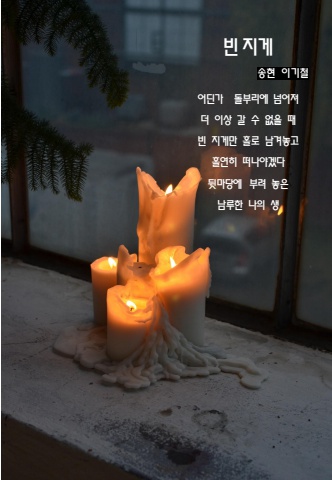 빈 지게
송현 이기철
어딘가 돌부리에 넘어져
더 이상 갈 수 없을 때
빈 지게만 홀로 남겨놓고
홀연히 떠나야겠다
뒷마당에 부려 놓은
남루한 나의 생